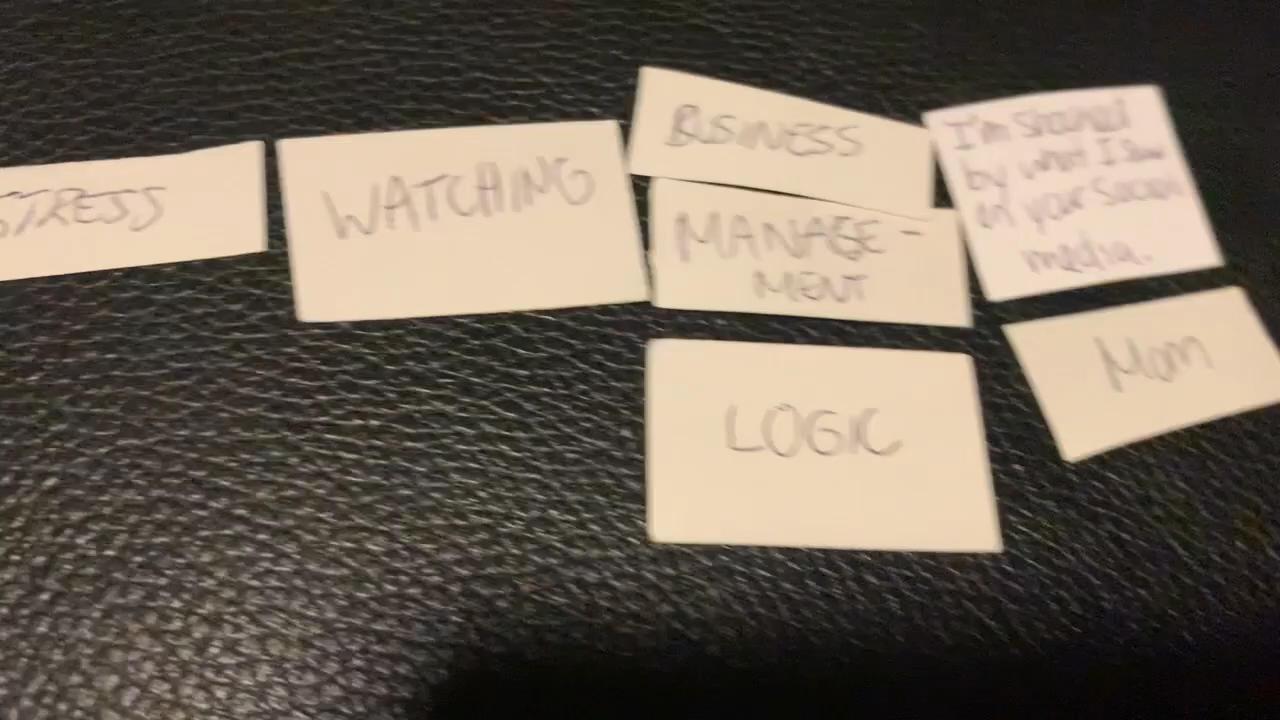 STRESS
WATCHING
BUSINESS
MANAGE-
MENT
LOGIC
I'm shocked
by what I saw
on your social
media.
Mom